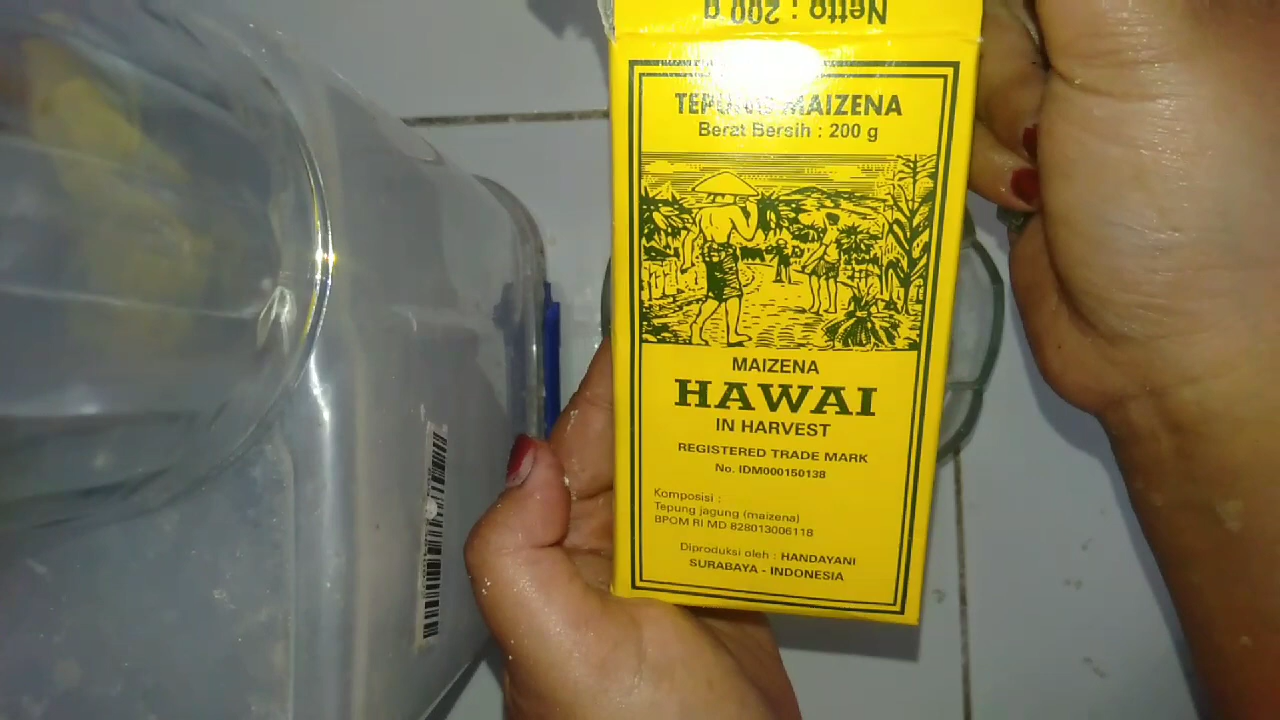 Netto : 200 g
TEPUNG MAIZENA
Berat Bersih : 200 g
MAIZENA
HAWAI
IN HARVEST
REGISTERED TRADE MARK
No. IDM000150138
Komposisi :
Tepung jagung (maizena)
BPOM RI MD 828013006118
Diproduksi oleh : HANDAYANI
SURABAYA - INDONESIA